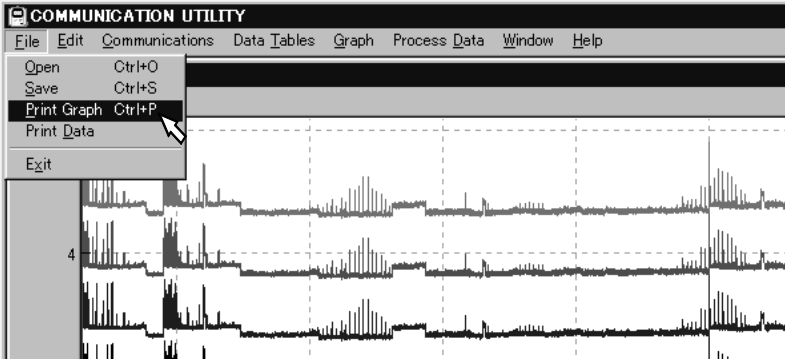 COMMUNICATION UTILITY
File Edit Communications Data Tables Graph Process Data Window Help
Open Ctrl+O
Save Ctrl+S
Print Graph Ctrl+P
Print Data
Exit
4